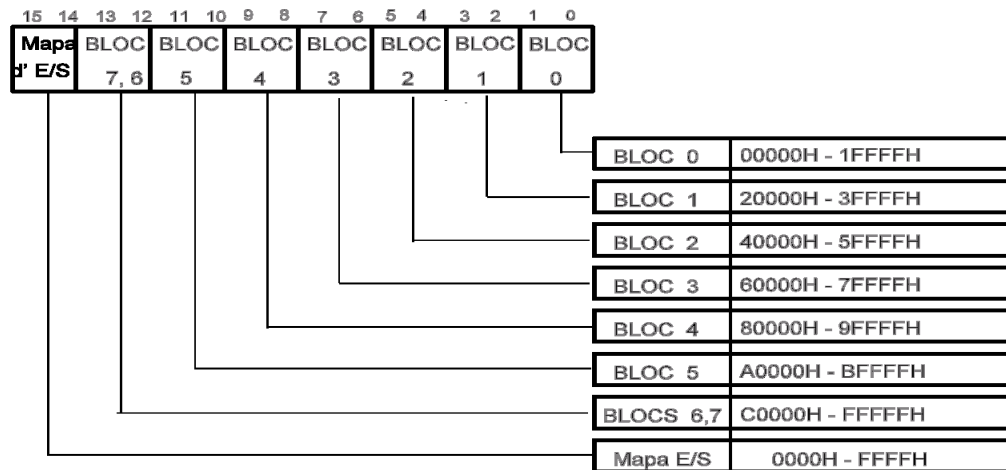 15 14 13 12 11 10 9 8 7 6 5 4 3 2 1 0
Mapa BLOC BLOC BLOC BLOC BLOC BLOC BLOC
d' E/S 7, 6 5 4 3 2 1 0
BLOC 0 00000H - 1FFFFH
BLOC 1 20000H - 3FFFFH
BLOC 2 40000H - 5FFFFH
BLOC 3 60000H - 7FFFFH
BLOC 4 80000H - 9FFFFH
BLOC 5 A0000H - BFFFFH
BLOCS 6,7 C0000H - FFFFFH
Mapa E/S 0000H - FFFFH